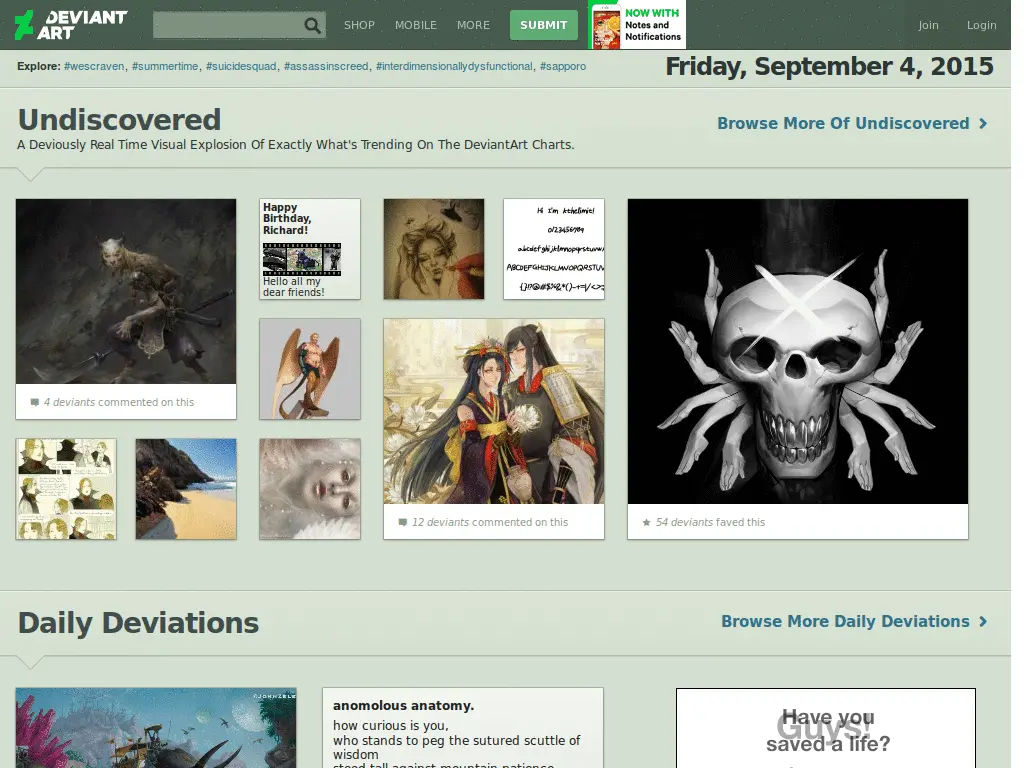 DEVIANT
ART
SHOP MOBILE MORE SUBMIT
NOW WITH
Notes and
Notifications
Join Login
Explore: #wescraven, #summertime, #suicidesquad, #assassinscreed, #interdimensionallydysfunctional, #sapporo
Friday, September 4, 2015
Undiscovered
A Deviously Real Time Visual Explosion Of Exactly What's Trending On The DeviantArt Charts.
Browse More Of Undiscovered
Happy
Birthday,
Richard!
Hello all my
dear friends!
Hi I'm kthelimit!
0123456789
abcdefghijklmnopqrstuvw
ABCDEFGHIJKLMNOPQRSTUV
4 deviants commented on this
12 deviants commented on this
54 deviants faved this
Daily Deviations
Browse More Daily Deviations
anomolous anatomy.
how curious is you,
who stands to peg the sutured scuttle of
wisdom
steed tall against mountain patience
Guys!
Have you
saved a life?